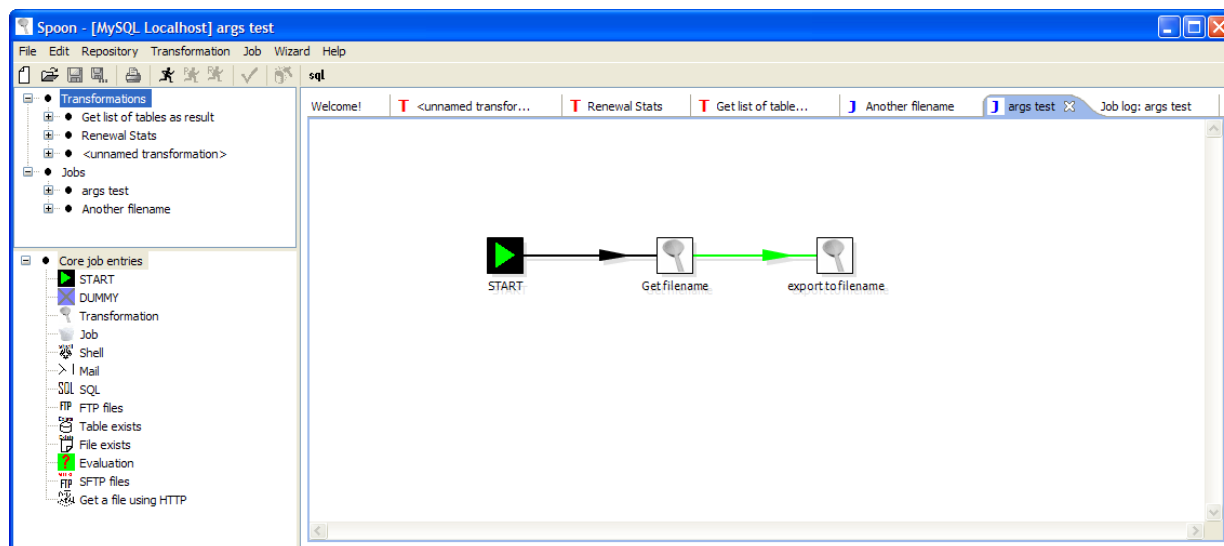 Spoon - [MySQL Localhost] args test
File Edit Repository Transformation Job Wizard Help
sql
Transformations
Get list of tables as result
Renewal Stats
<unnamed transformation>
Jobs
args test
Another filename
Core job entries
START
DUMMY
Transformation
Job
Shell
Mail
SQL SQL
FTP FTP files
Table exists
File exists
? Evaluation
FTP SFTP files
Get a file using HTTP
Welcome! T <unnamed transfor... T Renewal Stats T Get list of table... J Another filename J args test Job log: args test
START Get filename export to filename